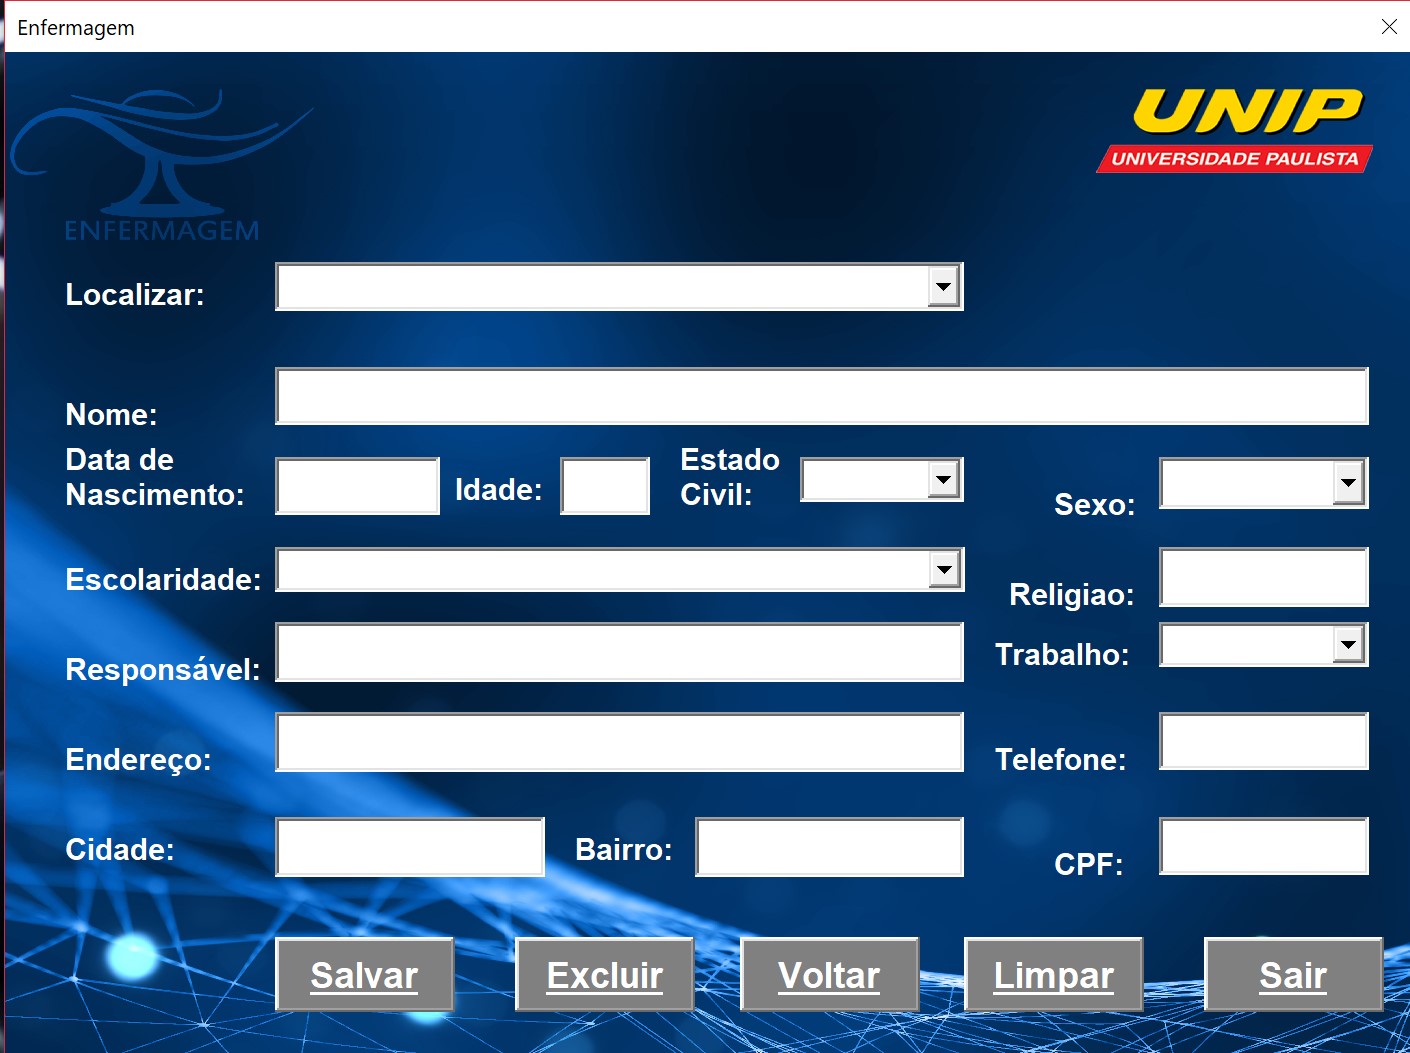 Enfermagem
UNIP
UNIVERSIDADE PAULISTA
ENFERMAGEM
Localizar:
Nome:
Data de
Nascimento:
Idade:
Estado
Civil:
Sexo:
Escolaridade:
Religiao:
Responsável:
Trabalho:
Endereço:
Telefone:
Cidade:
Bairro:
CPF:
Salvar
Excluir
Voltar
Limpar
Sair